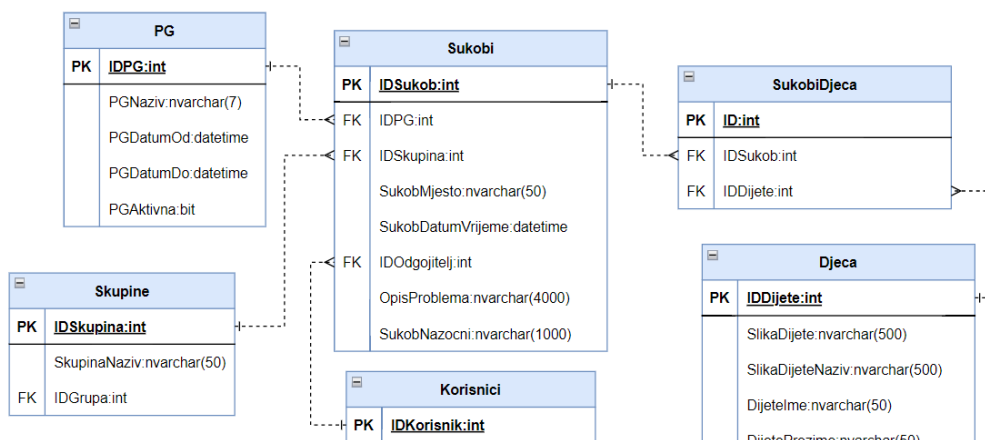 PG
PK IDPG:int
PGNaziv:nvarchar(7)
PGDatumOd:datetime
PGDatumDo:datetime
PGAktivna:bit
Sukobi
PK IDSukob:int
FK IDPG:int
FK IDSkupina:int
SukobMjesto:nvarchar(50)
SukobDatumVrijeme:datetime
FK IDOdgojitelj:int
OpisProblema:nvarchar(4000)
SukobNazocni:nvarchar(1000)
SukobiDjeca
PK ID:int
FK IDSukob:int
FK IDDijete:int
Skupine
PK IDSkupina:int
SkupinaNaziv:nvarchar(50)
FK IDGrupa:int
Korisnici
PK IDKorisnik:int
Djeca
PK IDDijete:int
SlikaDijete:nvarchar(500)
SlikaDijeteNaziv:nvarchar(500)
DijeteIme:nvarchar(50)
DijetePrezime:nvarchar(50)